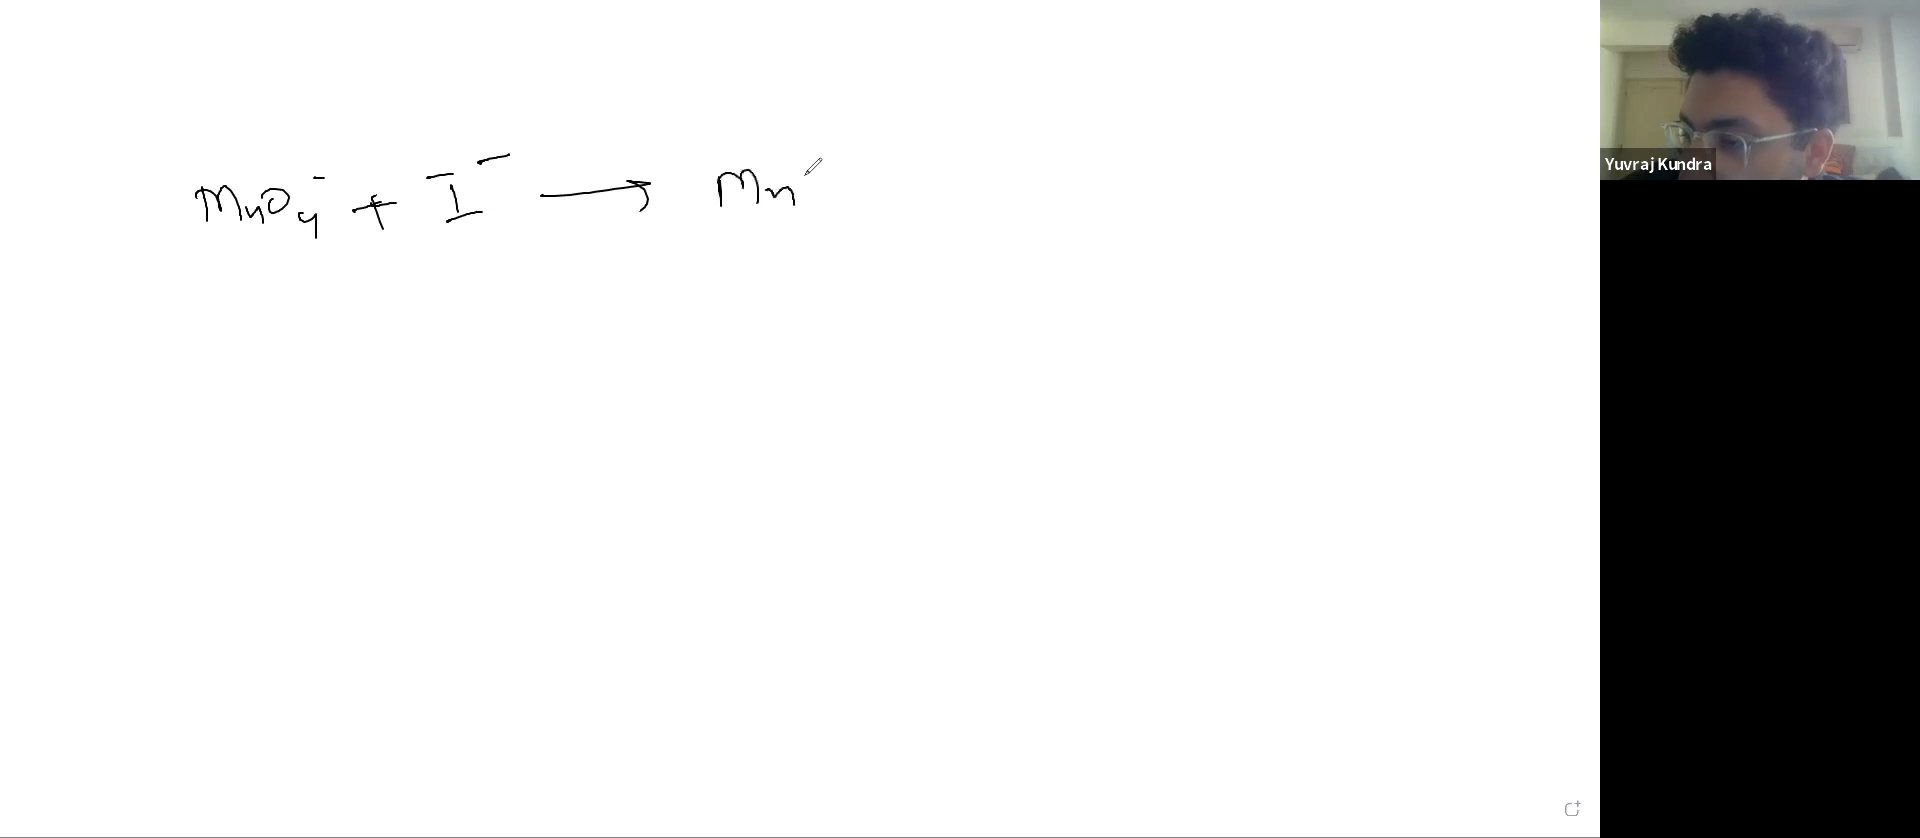 MnO₄⁻ + I⁻ → Mn
Yuvraj Kundra